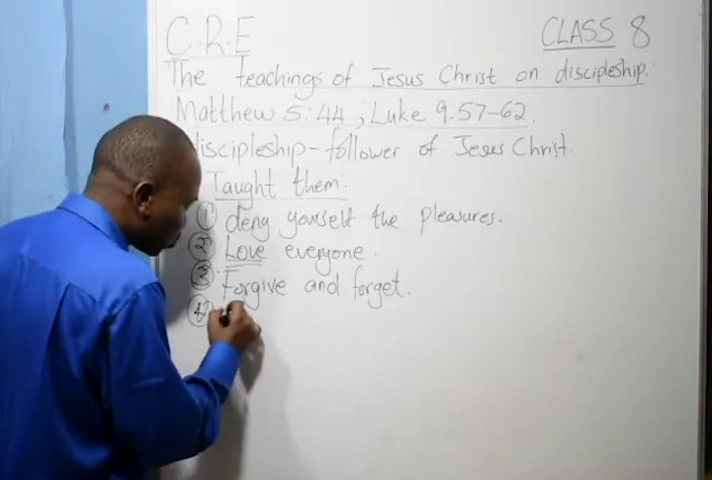 C.R.E CLASS 8
The teachings of Jesus Christ on discipleship.
Matthew 5:44 ; Luke 9.57-62.
discipleship - follower of Jesus Christ.
Taught them:
① deny yourself the pleasures.
② Love everyone.
③ Forgive and forget.
④